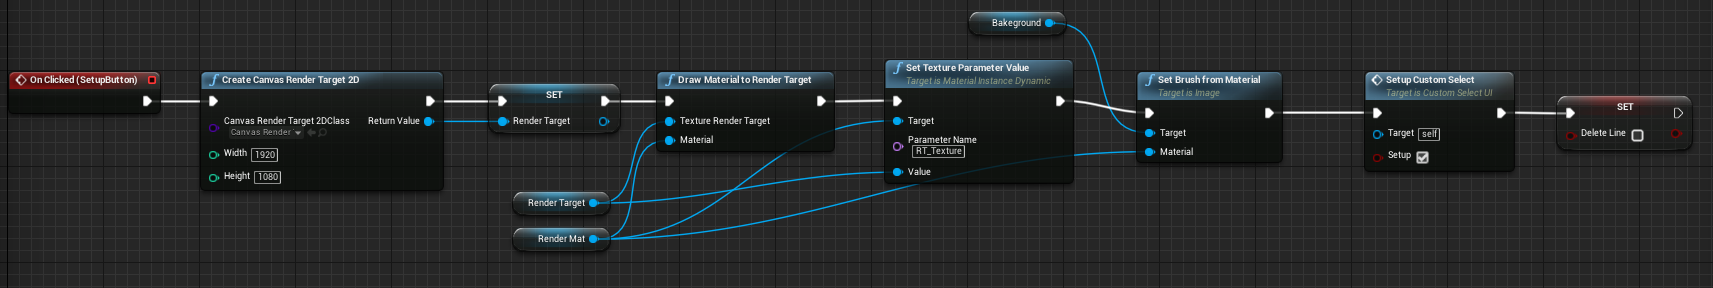 Bakeground
On Clicked (SetupButton)
Create Canvas Render Target 2D
Canvas Render Target 2DClass
Canvas Render
Return Value
Width 1920
Height 1080
SET
Render Target
Draw Material to Render Target
Texture Render Target
Material
Render Target
Render Mat
Set Texture Parameter Value
Target is Material Instance Dynamic
Target
Parameter Name
RT_Texture
Value
Set Brush from Material
Target is Image
Target
Material
Setup Custom Select
Target is Custom Select UI
Target self
Setup
SET
Delete Line